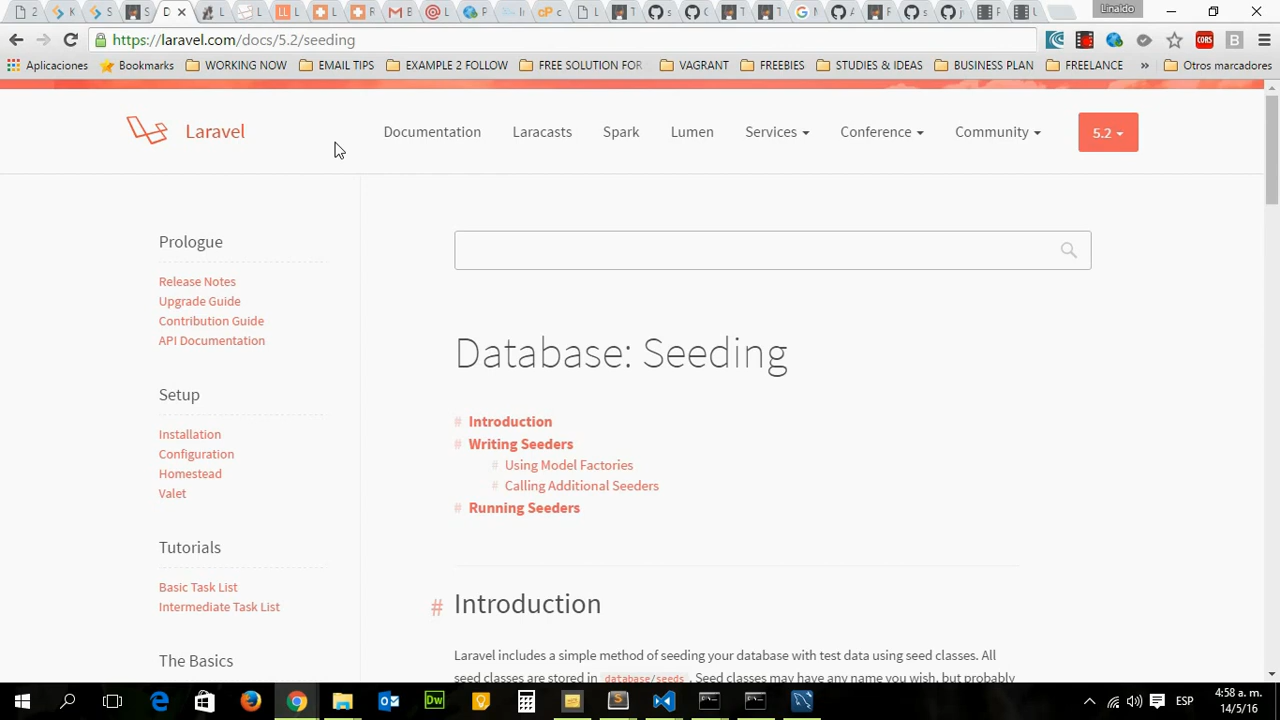 Linaldo
https://laravel.com/docs/5.2/seeding
Aplicaciones Bookmarks WORKING NOW EMAIL TIPS EXAMPLE 2 FOLLOW FREE SOLUTION FOR VAGRANT FREEBIES STUDIES & IDEAS BUSINESS PLAN FREELANCE » Otros marcadores
Laravel Documentation Laracasts Spark Lumen Services Conference Community 5.2
Prologue
Release Notes
Upgrade Guide
Contribution Guide
API Documentation
Setup
Installation
Configuration
Homestead
Valet
Tutorials
Basic Task List
Intermediate Task List
The Basics
Database: Seeding
# Introduction
# Writing Seeders
# Using Model Factories
# Calling Additional Seeders
# Running Seeders
# Introduction
Laravel includes a simple method of seeding your database with test data using seed classes. All
seed classes are stored in database/seeds. Seed classes may have any name you wish, but probably
ESP
4:58 a.m.
14/5/16